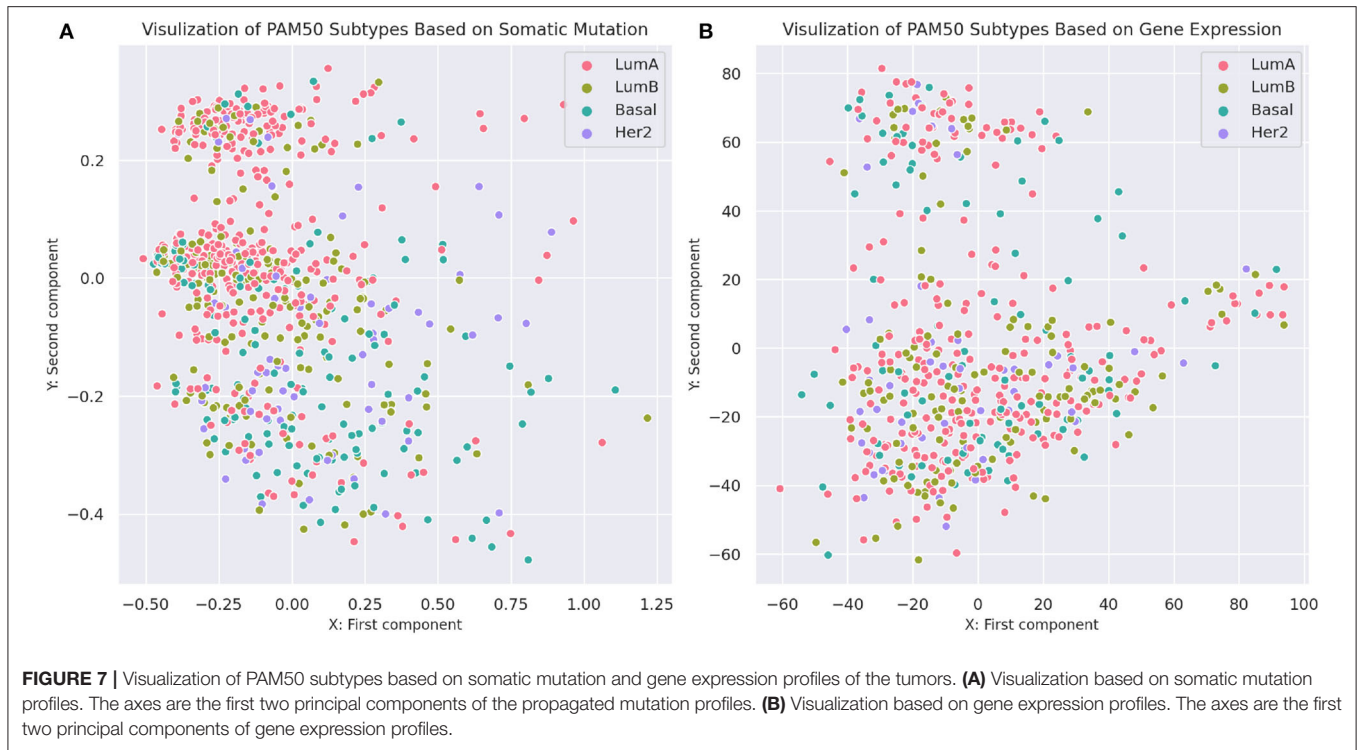 A
Visulization of PAM50 Subtypes Based on Somatic Mutation
LumA
LumB
Basal
Her2
0.2
0.0
−0.2
−0.4
Y: Second component
−0.50 −0.25 0.00 0.25 0.50 0.75 1.00 1.25
X: First component
B
Visulization of PAM50 Subtypes Based on Gene Expression
LumA
LumB
Basal
Her2
80
60
40
20
0
−20
−40
−60
Y: Second component
−60 −40 −20 0 20 40 60 80 100
X: First component
FIGURE 7 | Visualization of PAM50 subtypes based on somatic mutation and gene expression profiles of the tumors. (A) Visualization based on somatic mutation
profiles. The axes are the first two principal components of the propagated mutation profiles. (B) Visualization based on gene expression profiles. The axes are the first
two principal components of gene expression profiles.